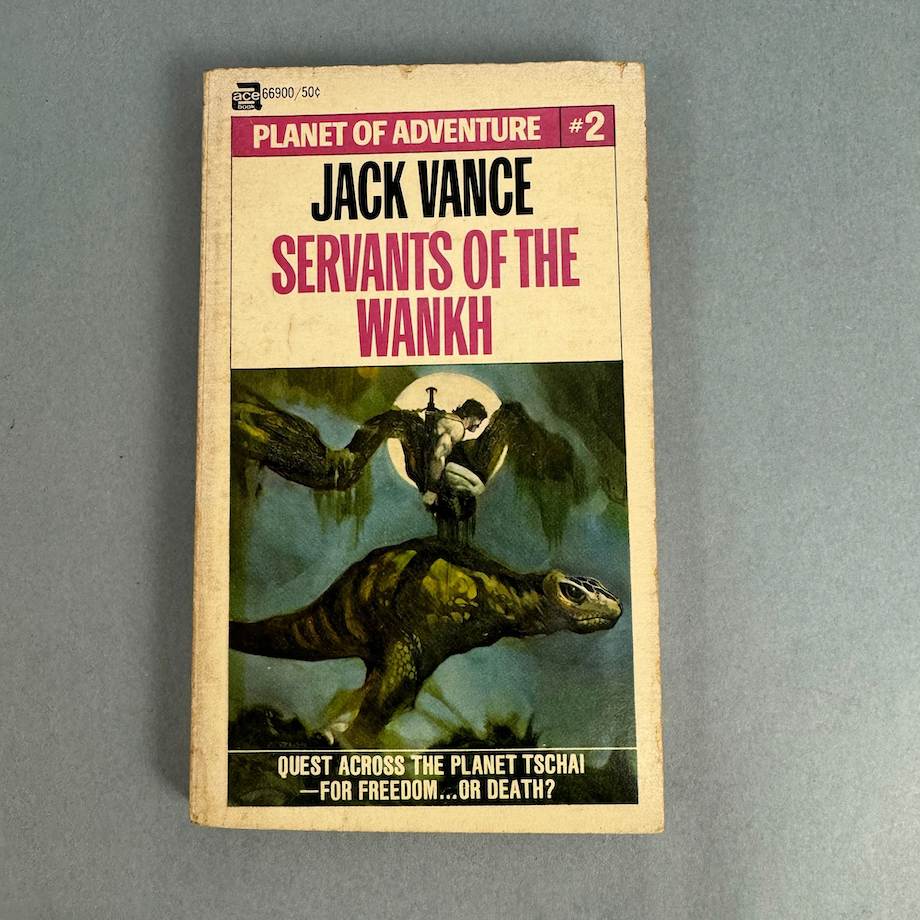 ace
book
66900/50¢
PLANET OF ADVENTURE #2
JACK VANCE
SERVANTS OF THE
WANKH
QUEST ACROSS THE PLANET TSCHAI
—FOR FREEDOM...OR DEATH?